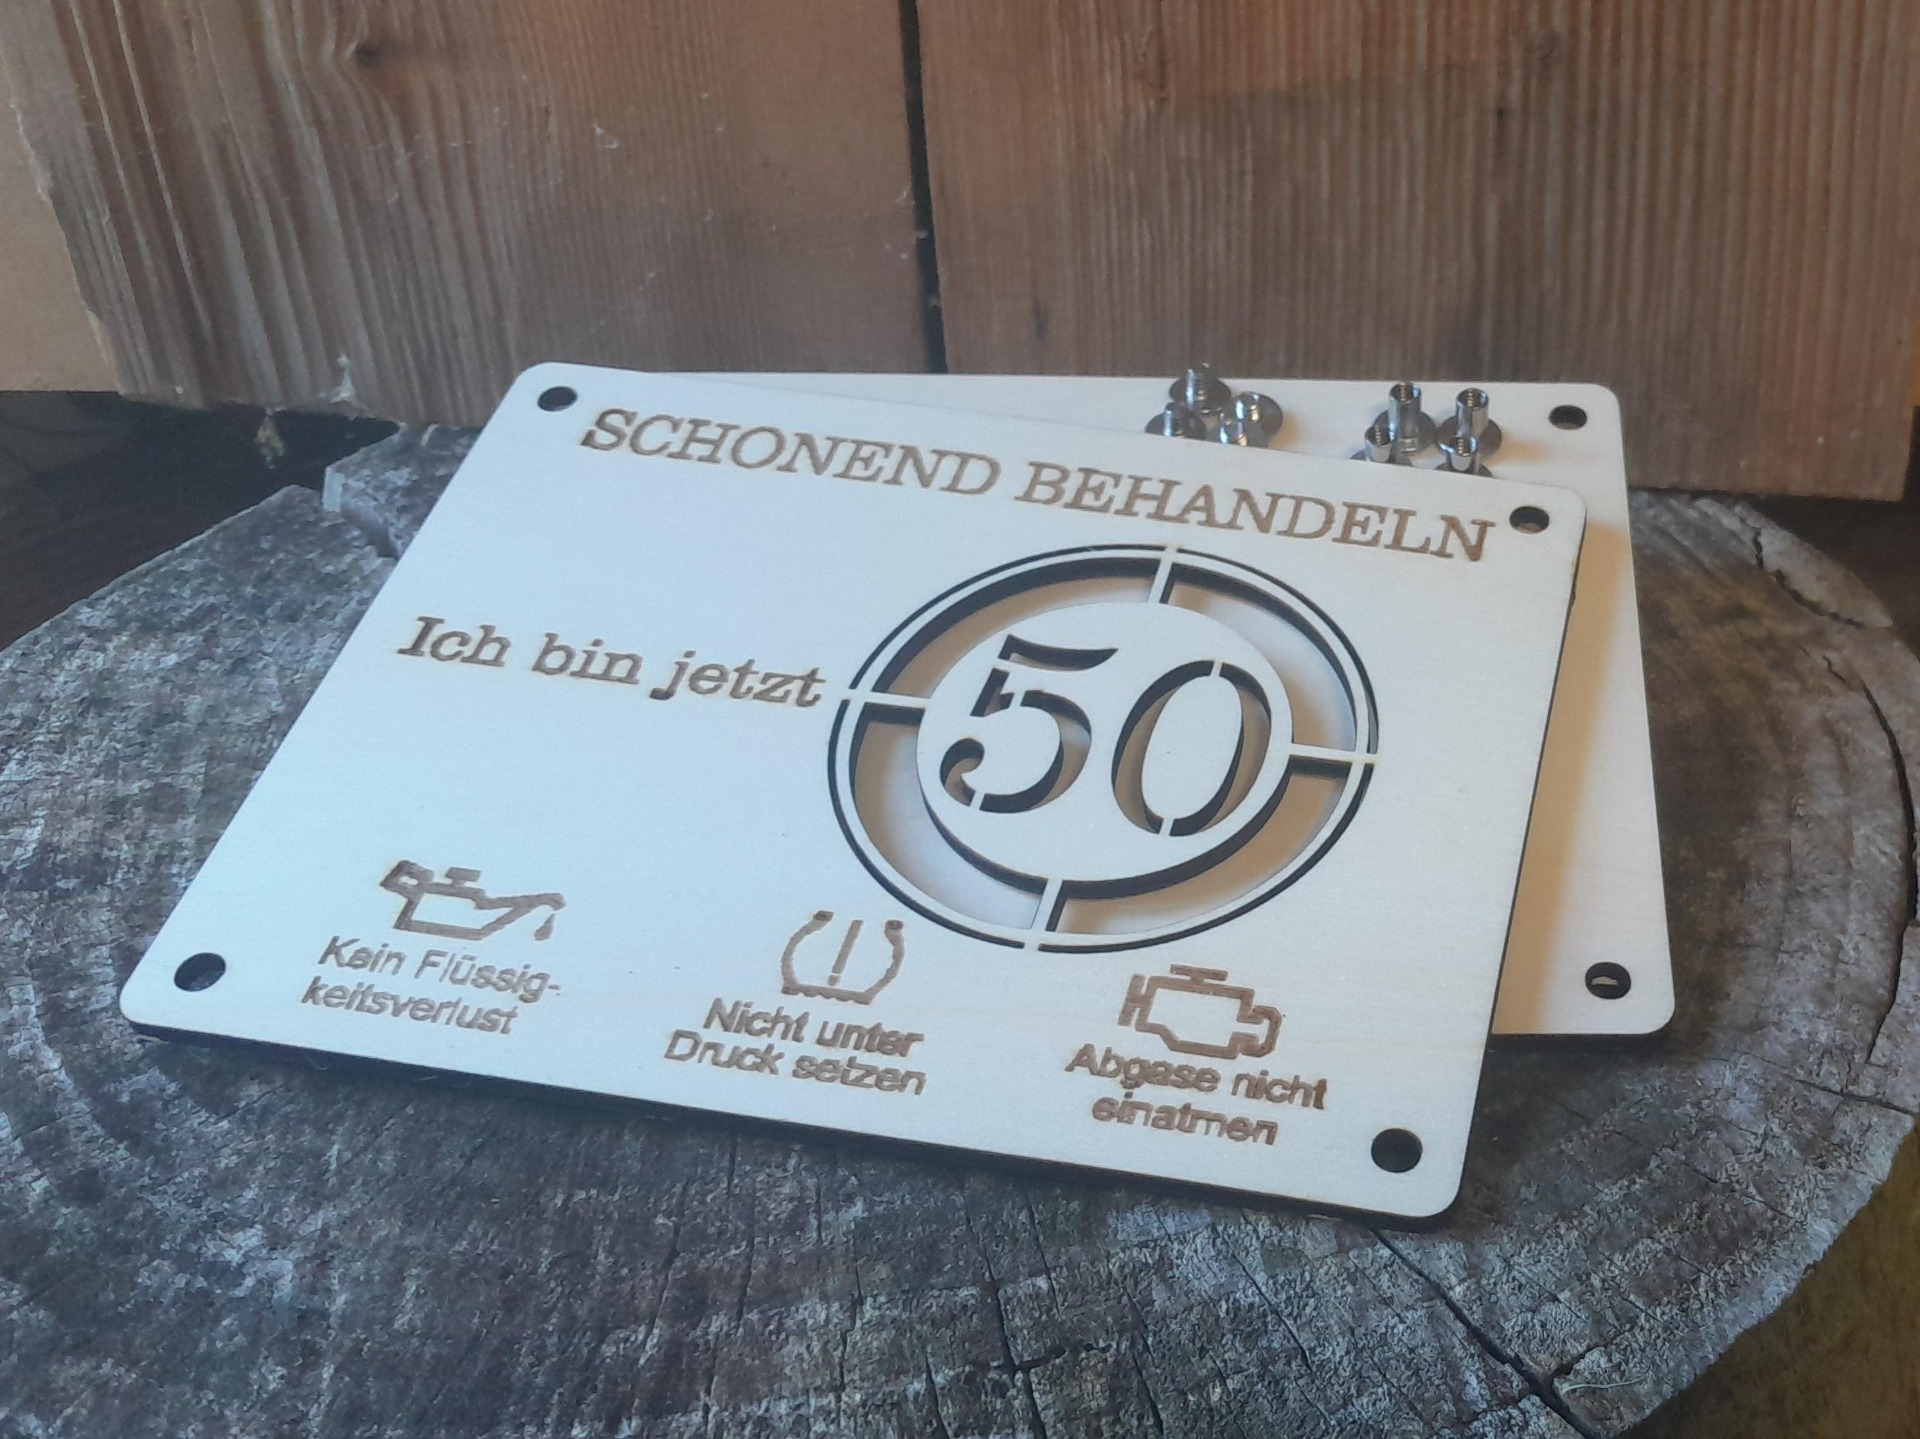 SCHONEND BEHANDELN
Ich bin jetzt
50
Kein Flüssig-
keitsverlust
Nicht unter
Druck setzen
Abgase nicht
einatmen